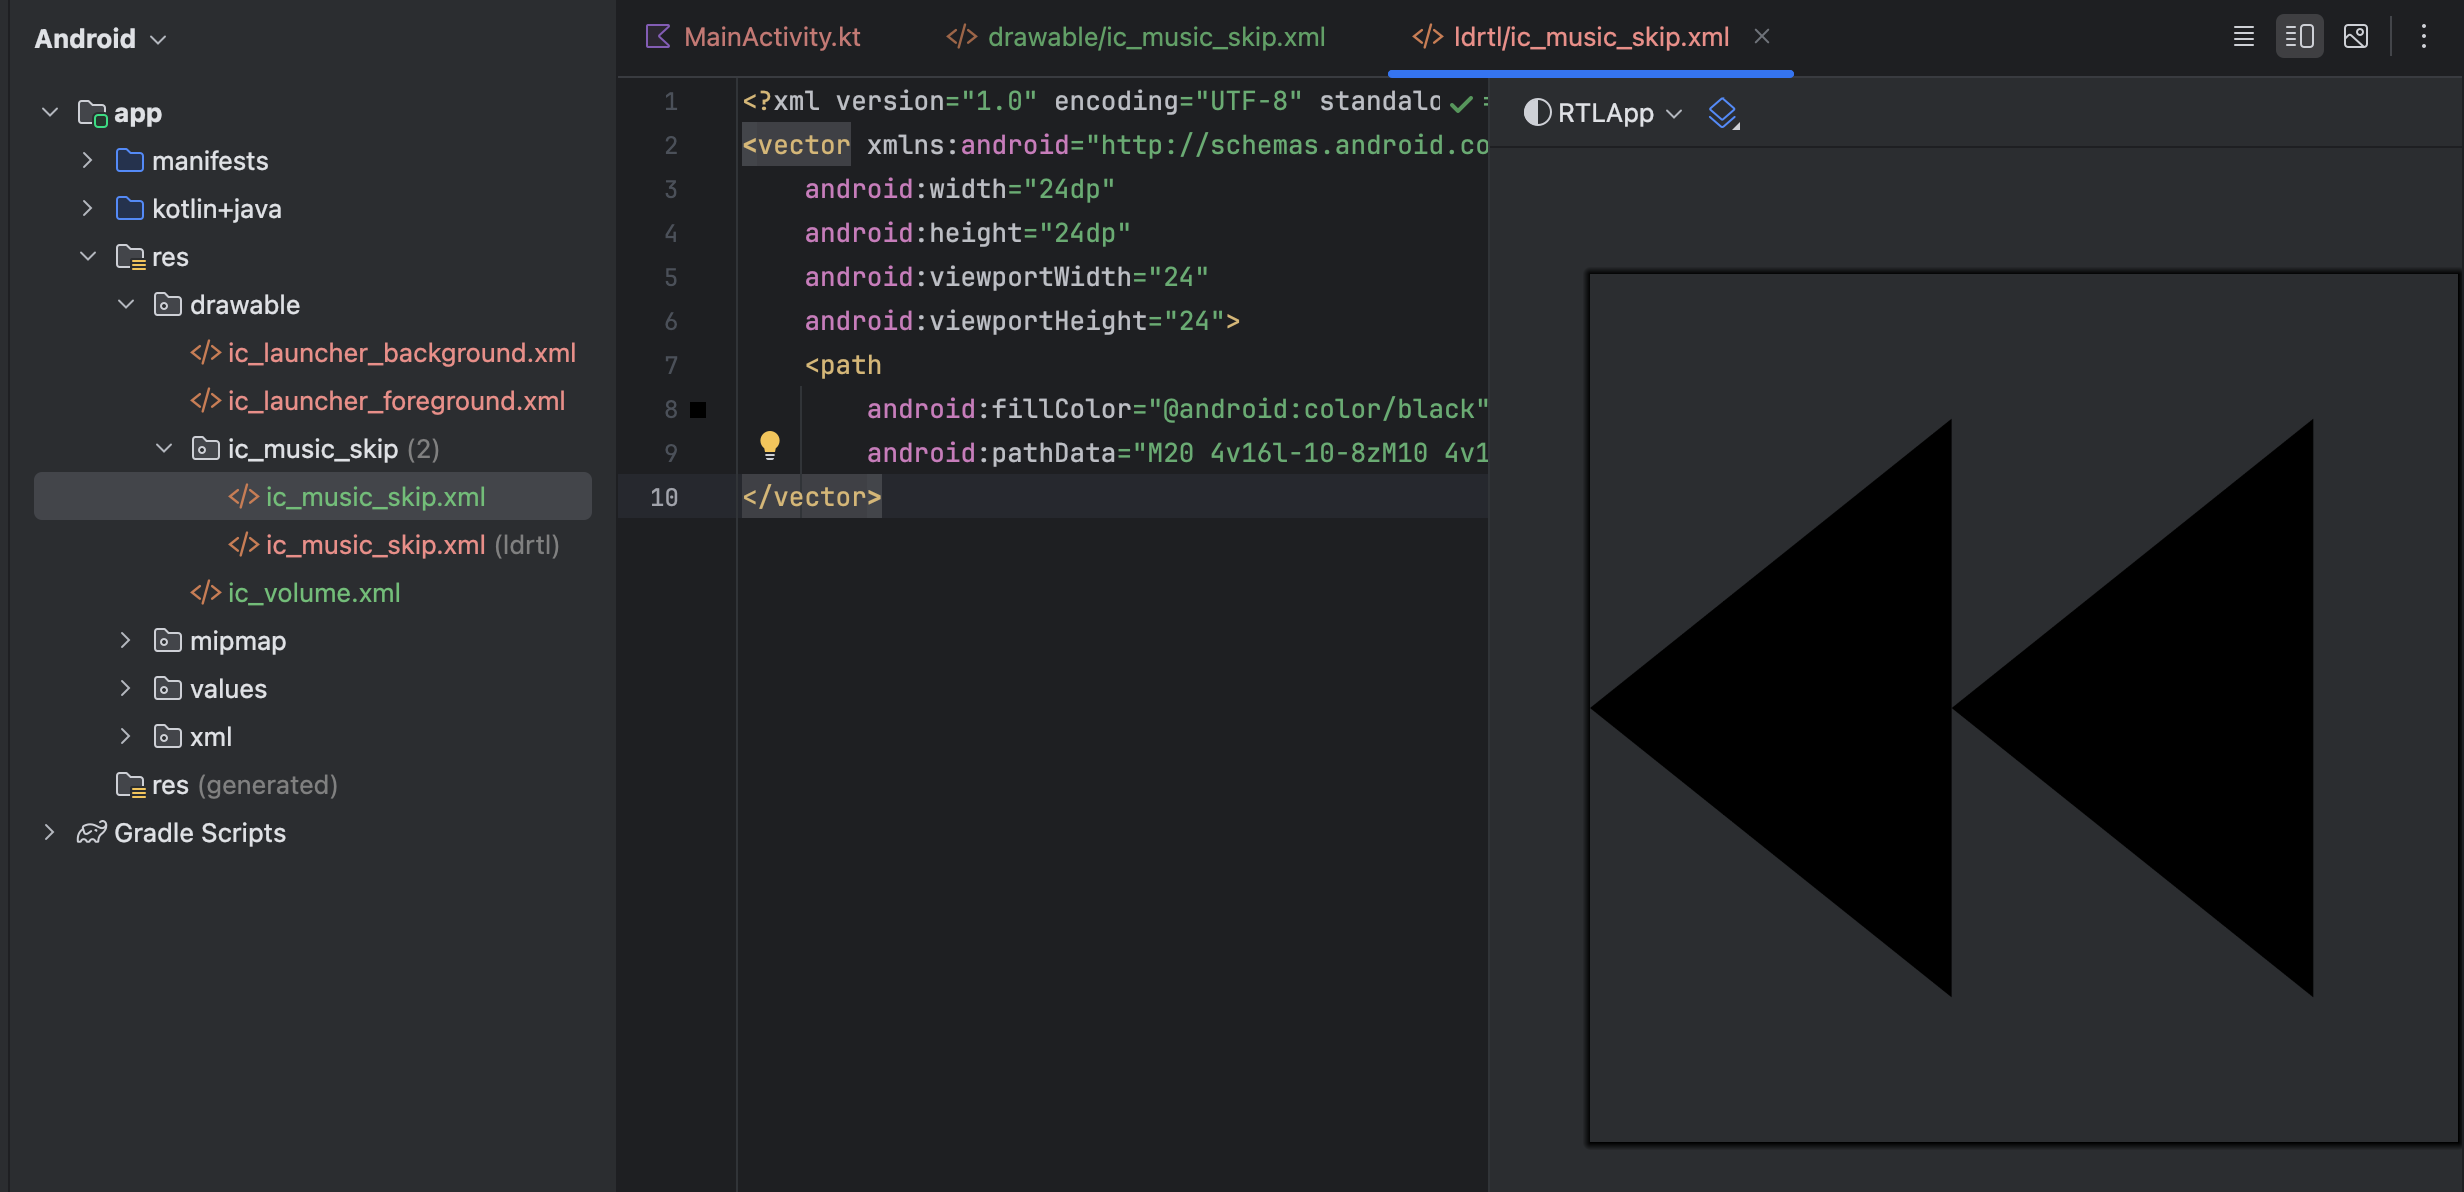 Android
app
manifests
kotlin+java
res
drawable
ic_launcher_background.xml
ic_launcher_foreground.xml
ic_music_skip (2)
ic_music_skip.xml
ic_music_skip.xml (ldrtl)
ic_volume.xml
mipmap
values
xml
res (generated)
Gradle Scripts
MainActivity.kt
drawable/ic_music_skip.xml
ldrtl/ic_music_skip.xml
1 <?xml version="1.0" encoding="UTF-8" standalo
2 <vector xmlns:android="http://schemas.android.co
3 android:width="24dp"
4 android:height="24dp"
5 android:viewportWidth="24"
6 android:viewportHeight="24">
7 <path
8 android:fillColor="@android:color/black"
9 android:pathData="M20 4v16l-10-8zM10 4v1
10 </vector>
RTLApp